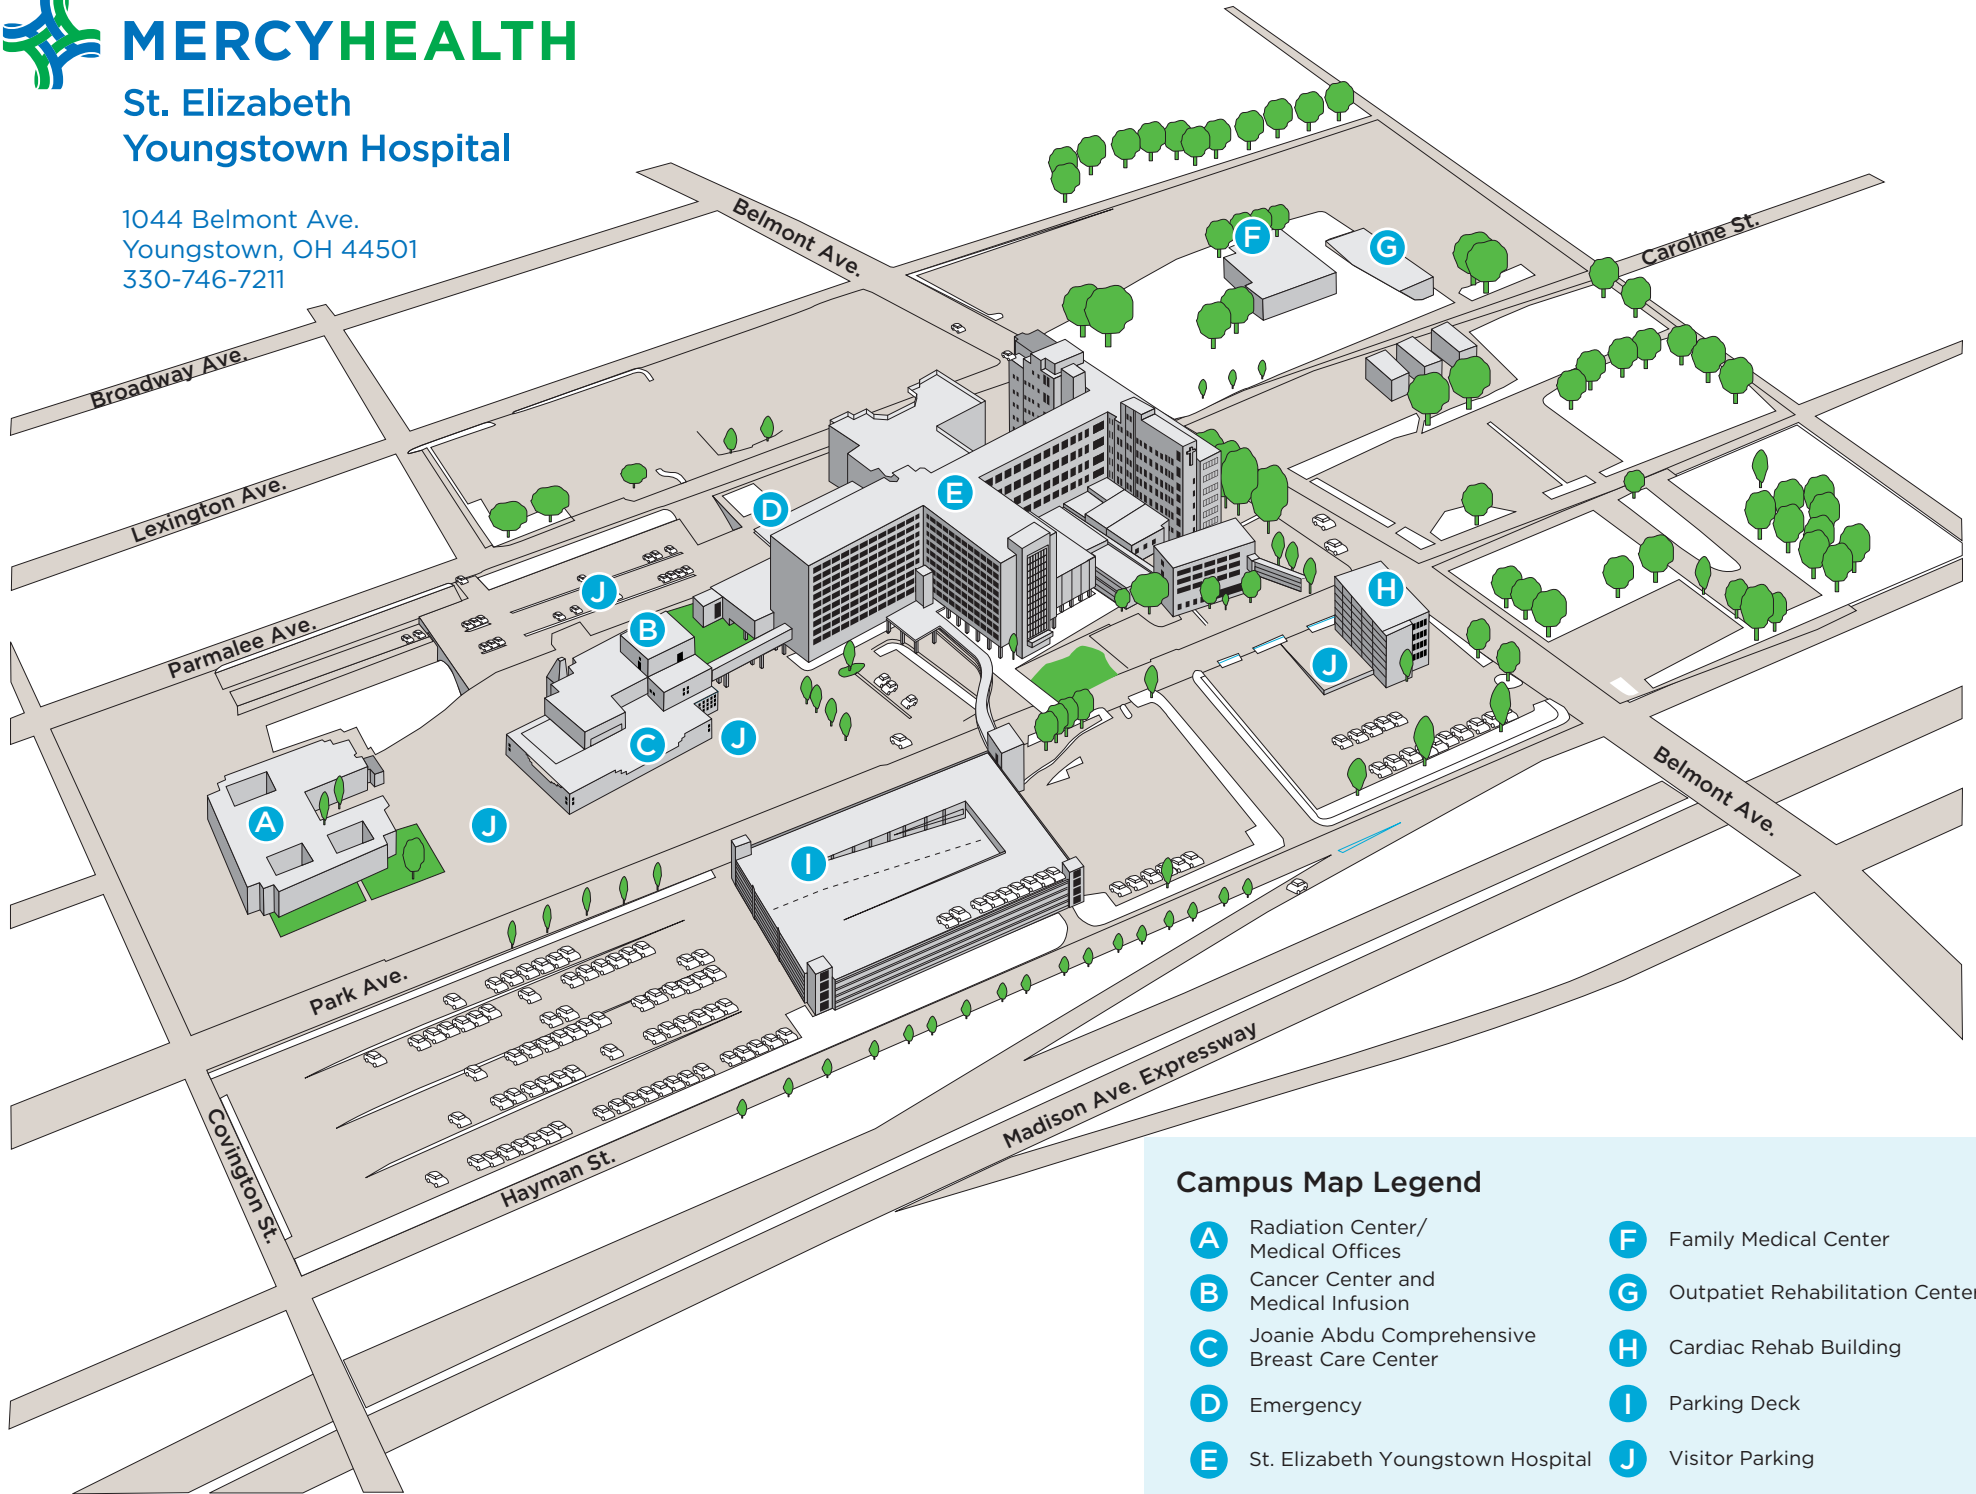 MERCYHEALTH
St. Elizabeth
Youngstown Hospital
1044 Belmont Ave.
Youngstown, OH 44501
330-746-7211
Belmont Ave.
Caroline St.
Broadway Ave.
Lexington Ave.
Parmalee Ave.
Park Ave.
Covington St.
Hayman St.
Madison Ave. Expressway
Belmont Ave.
F
G
E
D
H
J
B
J
C
J
A
J
I
Campus Map Legend
A Radiation Center/
Medical Offices
B Cancer Center and
Medical Infusion
C Joanie Abdu Comprehensive
Breast Care Center
D Emergency
E St. Elizabeth Youngstown Hospital
F Family Medical Center
G Outpatiet Rehabilitation Center
H Cardiac Rehab Building
I Parking Deck
J Visitor Parking